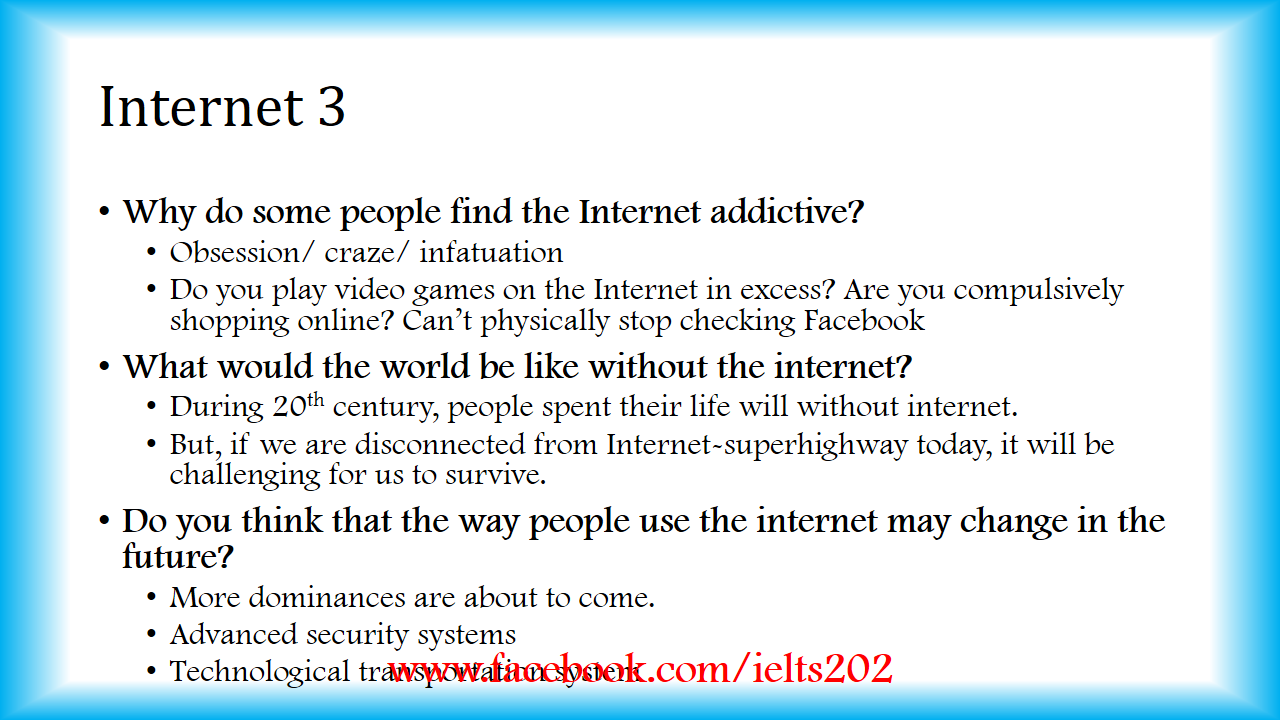 Internet 3
• Why do some people find the Internet addictive?
• Obsession/ craze/ infatuation
• Do you play video games on the Internet in excess? Are you compulsively
shopping online? Can't physically stop checking Facebook
• What would the world be like without the internet?
• During 20th century, people spent their life will without internet.
• But, if we are disconnected from Internet-superhighway today, it will be
challenging for us to survive.
• Do you think that the way people use the internet may change in the
future?
• More dominances are about to come.
• Advanced security systems
• Technological transportation system
www.facebook.com/ielts202